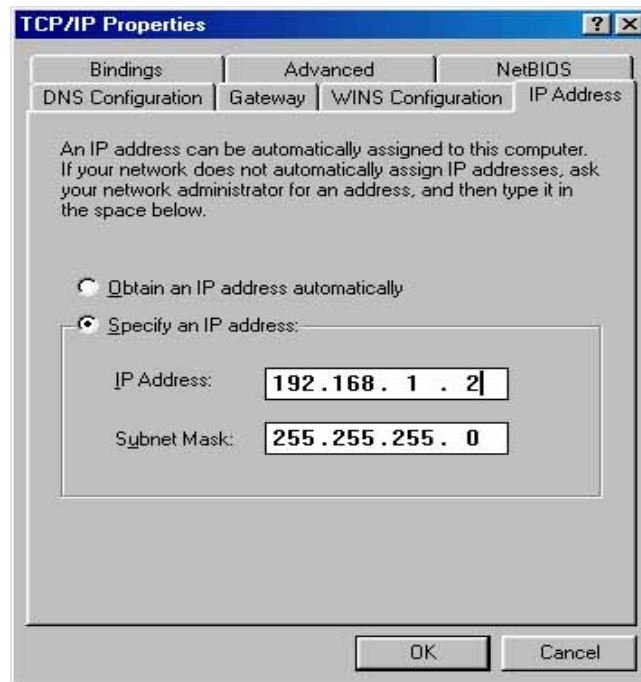 TCP/IP Properties
? ×
Bindings Advanced NetBIOS
DNS Configuration Gateway WINS Configuration IP Address
An IP address can be automatically assigned to this computer.
If your network does not automatically assign IP addresses, ask
your network administrator for an address, and then type it in
the space below.
Obtain an IP address automatically
Specify an IP address:
IP Address: 192.168. 1 . 2
Subnet Mask: 255.255.255. 0
OK Cancel